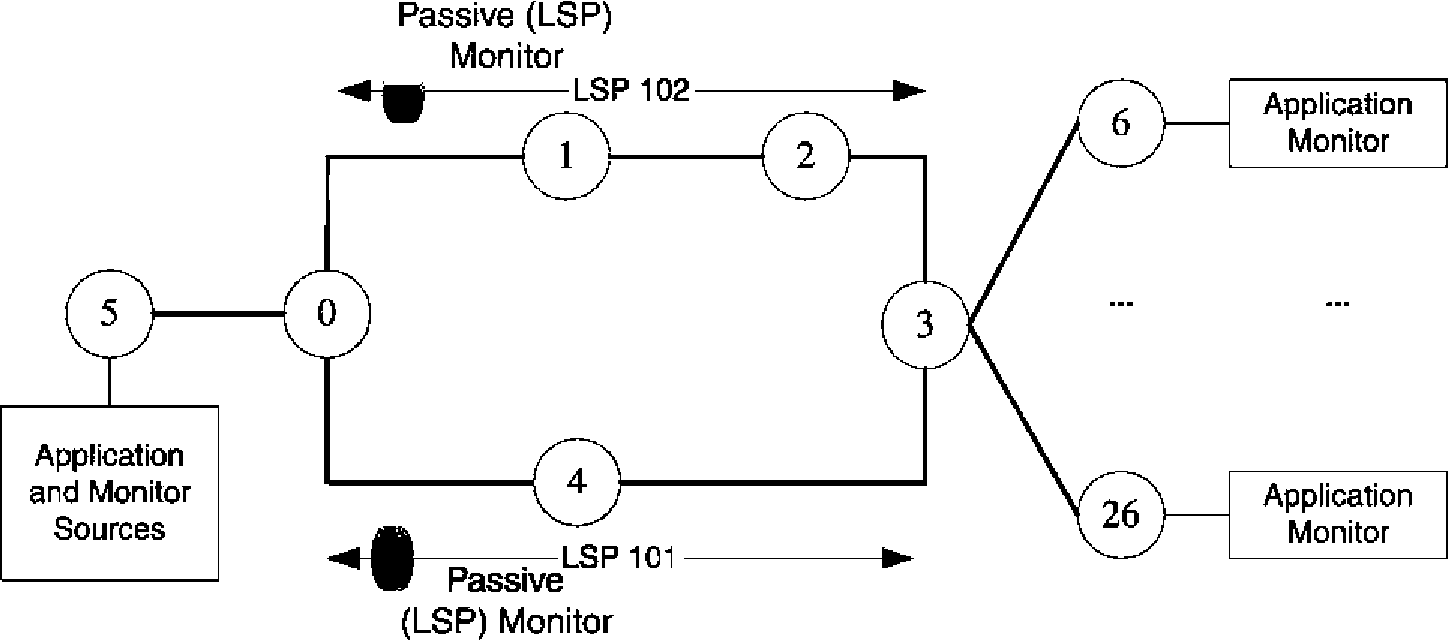 Passive (LSP)
Monitor
LSP 102
1
2
6
Application
Monitor
5
0
3
...
...
Application
and Monitor
Sources
4
26
Application
Monitor
LSP 101
Passive
(LSP) Monitor